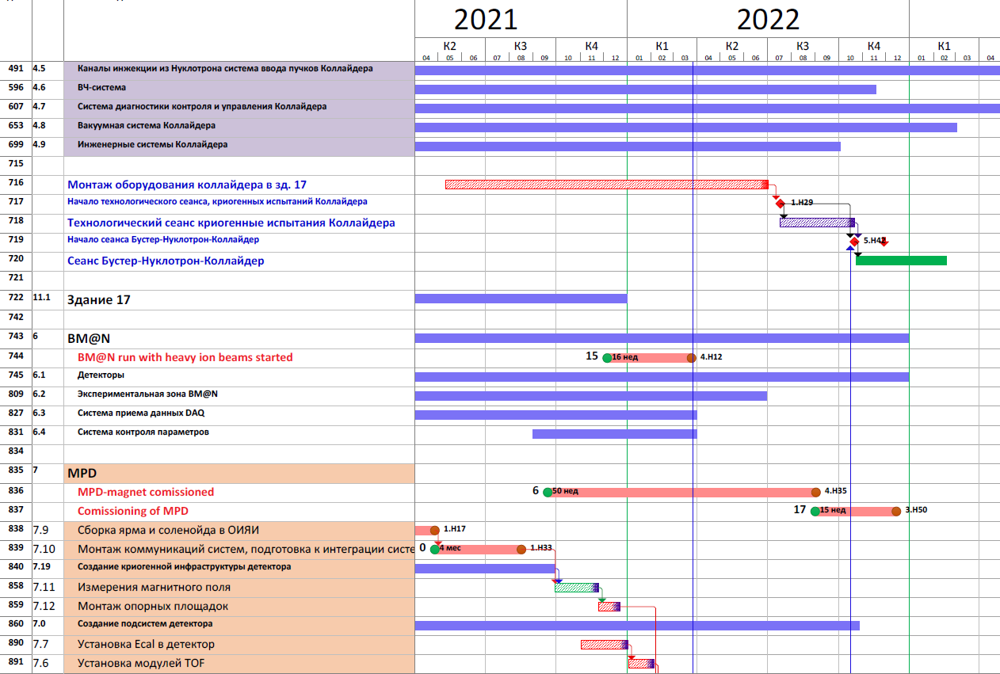 2021 2022
К2 К3 К4 К1 К2 К3 К4 К1
04 05 06 07 08 09 10 11 12 01 02 03 04 05 06 07 08 09 10 11 12 01 02 03 04
491 4.5 Каналы инжекции из Нуклотрона система ввода пучков Коллайдера
596 4.6 ВЧ-система
607 4.7 Система диагностики контроля и управления Коллайдера
653 4.8 Вакуумная система Коллайдера
699 4.9 Инженерные системы Коллайдера
715
716 Монтаж оборудования коллайдера в зд. 17
717 Начало технологического сеанса, криогенных испытаний Коллайдера 1.Н29
718 Технологический сеанс криогенные испытания Коллайдера
719 Начало сеанса Бустер-Нуклотрон-Коллайдер
720 Сеанс Бустер-Нуклотрон-Коллайдер
721
722 11.1 Здание 17
742
743 6 BM@N
744 BM@N run with heavy ion beams started 15 16 нед 4.Н12
745 6.1 Детекторы
809 6.2 Экспериментальная зона BM@N
827 6.3 Система приема данных DAQ
831 6.4 Система контроля параметров
834
835 7 MPD
836 MPD-magnet comissioned 6 50 нед 4.Н35
837 Comissioning of MPD 17 15 нед 3.Н50
838 7.9 Сборка ярма и соленойда в ОИЯИ 1.Н17
839 7.10 Монтаж коммуникаций систем, подготовка к интеграции систе 0 4 мес 1.Н33
840 7.19 Создание криогенной инфраструктуры детектора
858 7.11 Измерения магнитного поля
859 7.12 Монтаж опорных площадок
860 7.0 Создание подсистем детектора
890 7.7 Установка Ecal в детектор
891 7.6 Установка модулей TOF